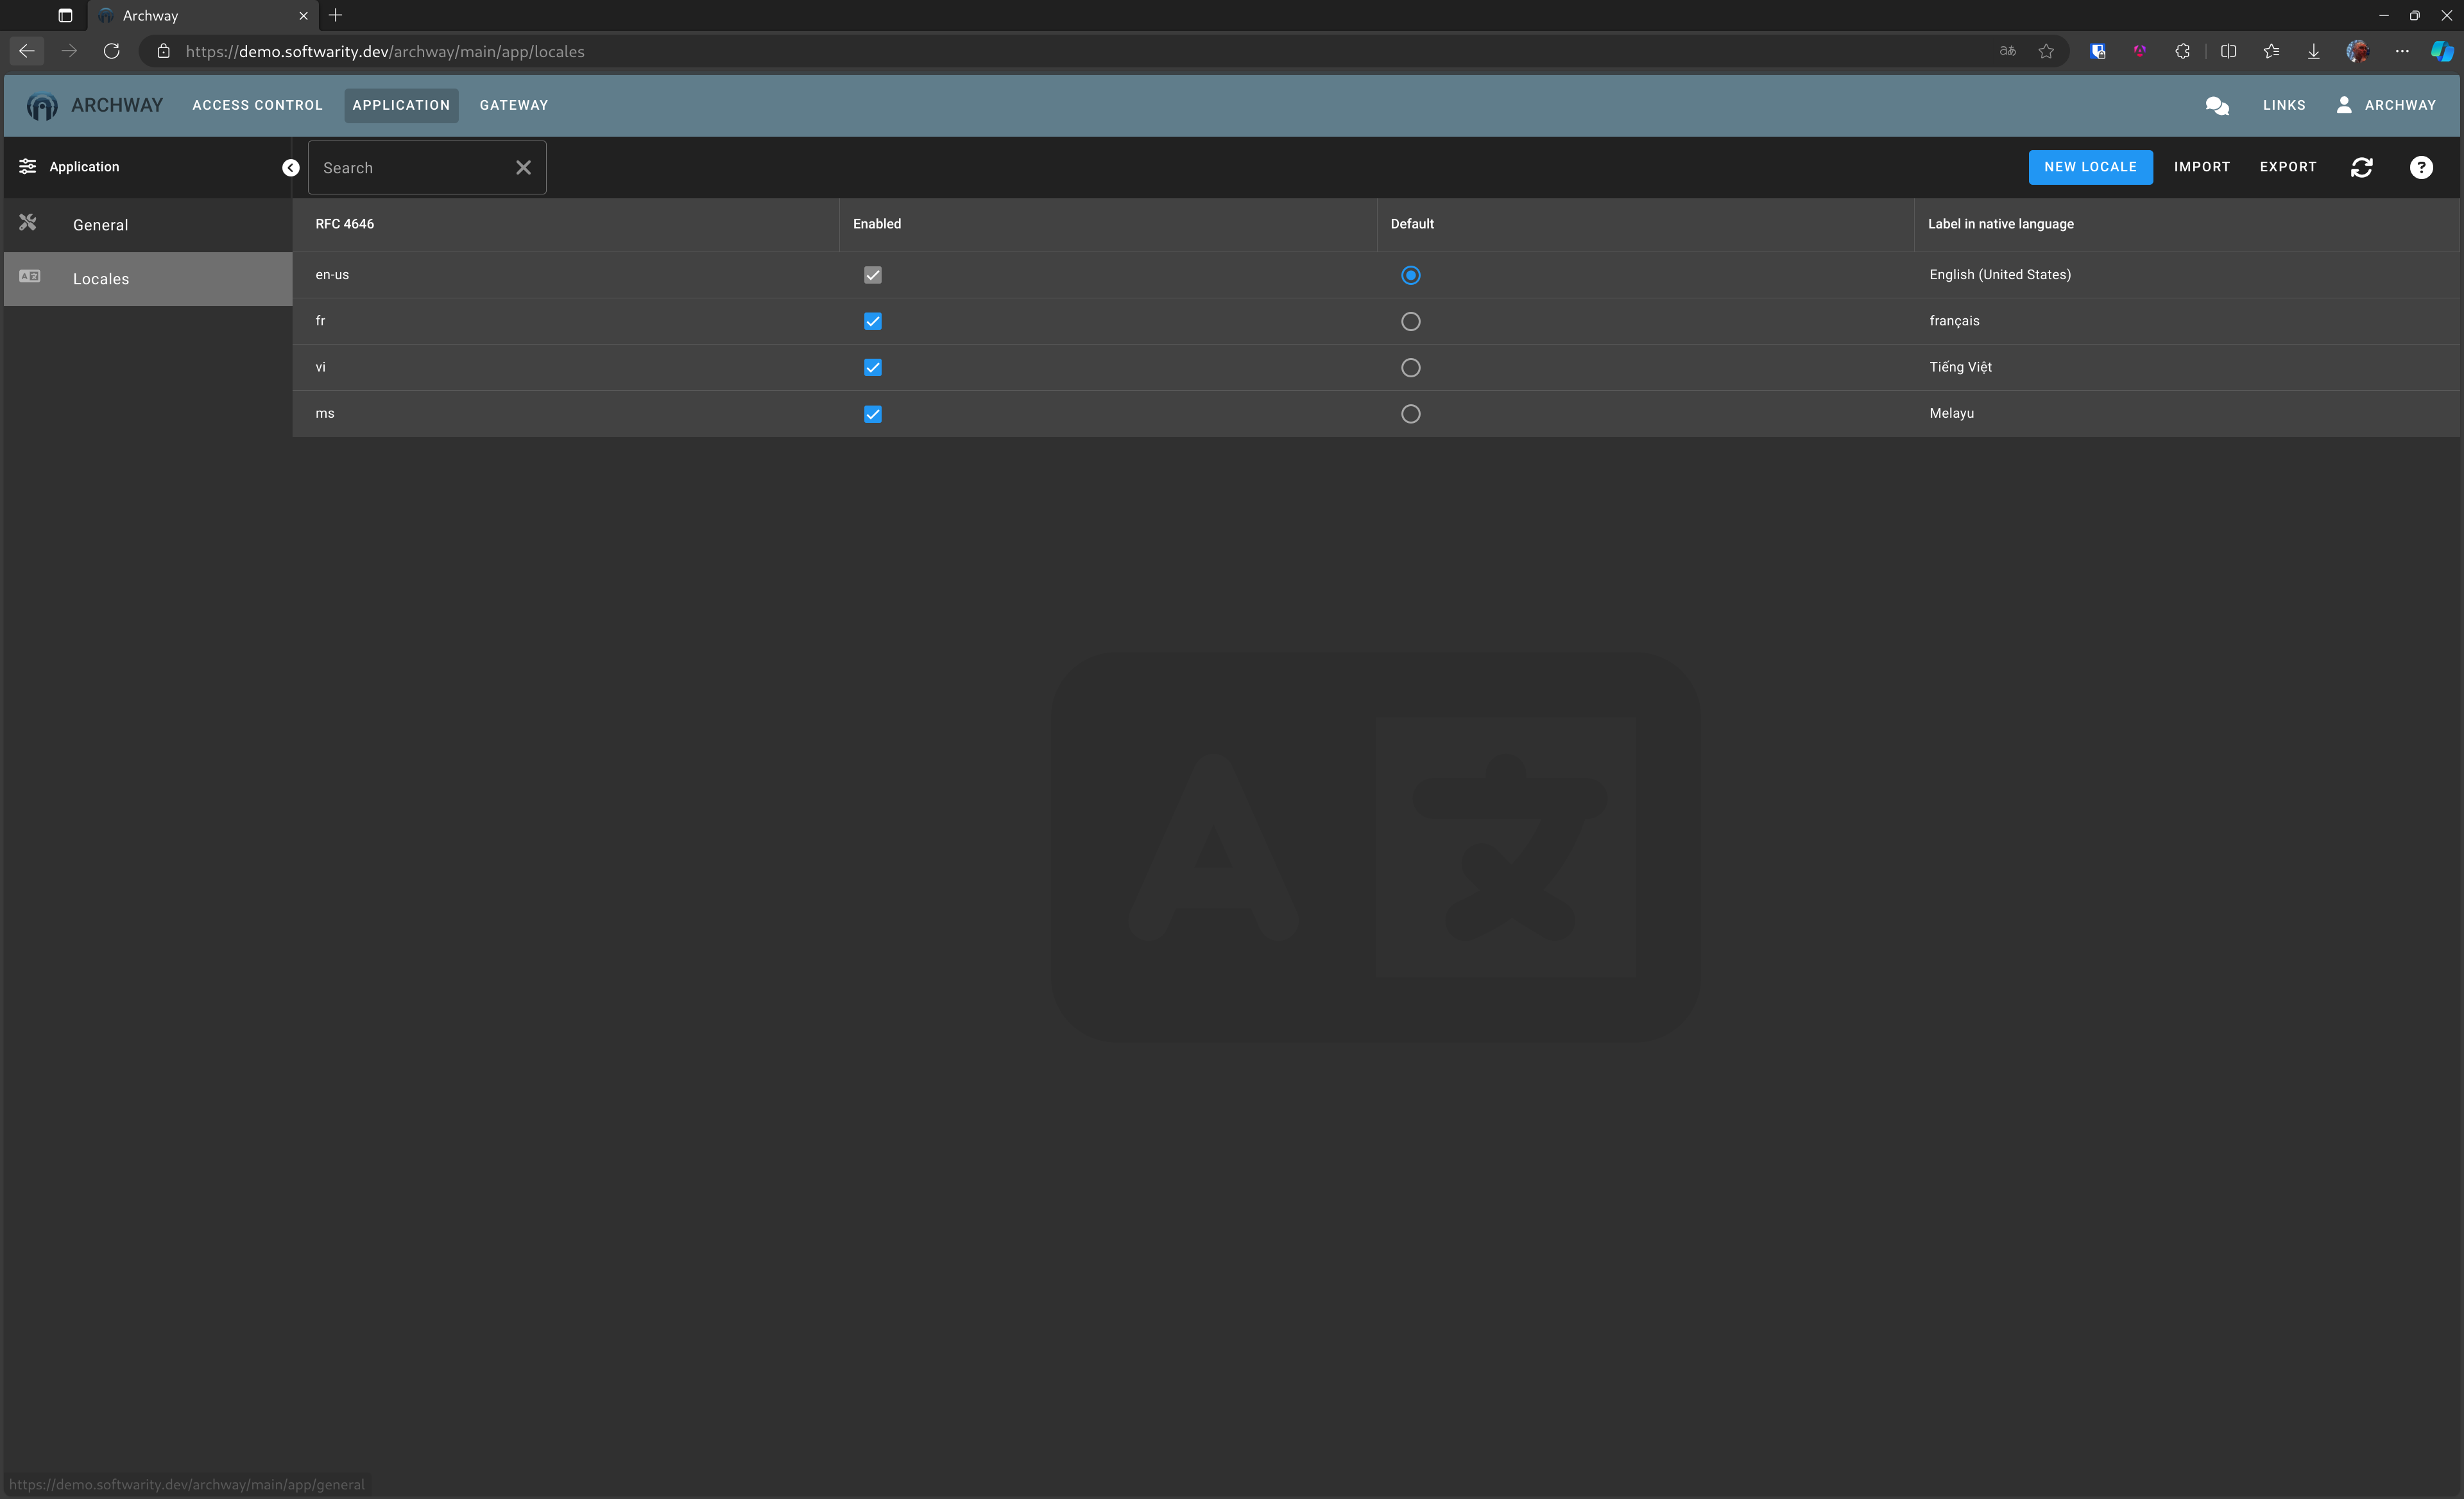 Archway
https://demo.softwarity.dev/archway/main/app/locales
ARCHWAY
ACCESS CONTROL
APPLICATION
GATEWAY
LINKS
ARCHWAY
Application
Search
NEW LOCALE
IMPORT
EXPORT
General
Locales
RFC 4646 Enabled Default Label in native language
en-us English (United States)
fr français
vi Tiếng Việt
ms Melayu
A 文
https://demo.softwarity.dev/archway/main/app/general